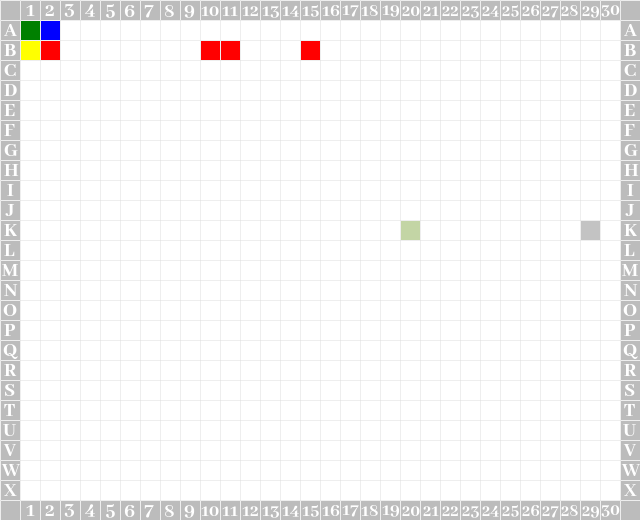 1 2 3 4 5 6 7 8 9 10 11 12 13 14 15 16 17 18 19 20 21 22 23 24 25 26 27 28 29 30
A A
B B
C C
D D
E E
F F
G G
H H
I I
J J
K K
L L
M M
N N
O O
P P
Q Q
R R
S S
T T
U U
V V
W W
X X
1 2 3 4 5 6 7 8 9 10 11 12 13 14 15 16 17 18 19 20 21 22 23 24 25 26 27 28 29 30